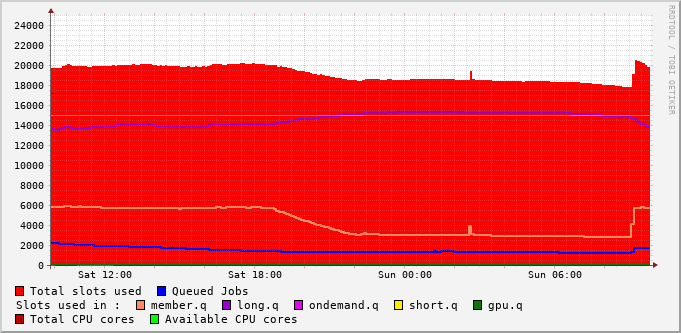 24000
22000
20000
18000
16000
14000
12000
10000
8000
6000
4000
2000
0
Sat 12:00 Sat 18:00 Sun 00:00 Sun 06:00
Total slots used Queued Jobs
Slots used in : member.q long.q ondemand.q short.q gpu.q
Total CPU cores Available CPU cores
RRDTOOL / TOBI OETIKER